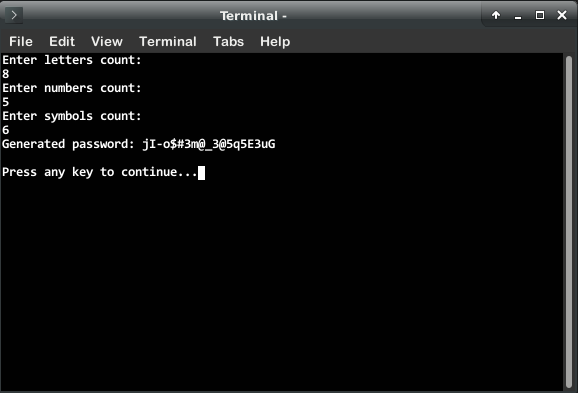 Terminal -
File Edit View Terminal Tabs Help
Enter letters count:
8
Enter numbers count:
5
Enter symbols count:
6
Generated password: jI-o$#3m@_3@5q5E3uG
Press any key to continue...